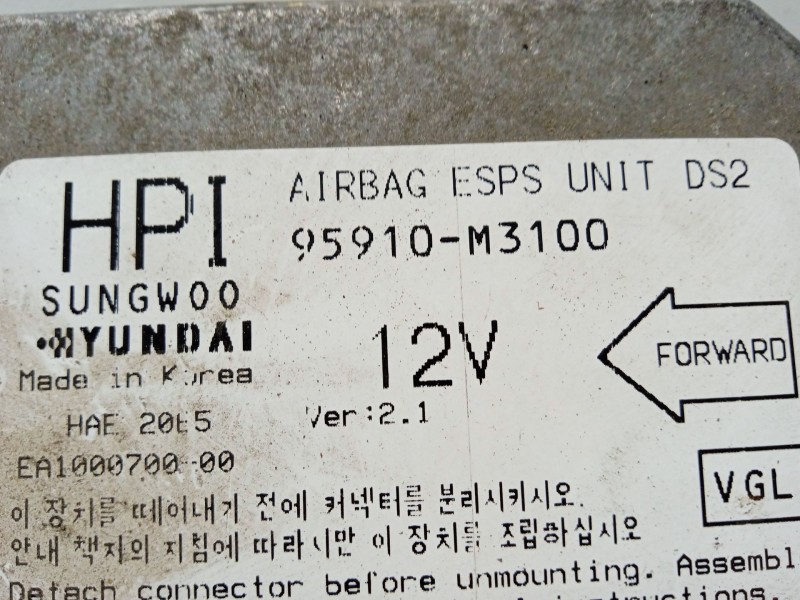 HPI
AIRBAG ESPS UNIT DS2
95910-M3100
SUNGWOO
HYUNDAI
Made in Korea
12V
FORWARD
HAE
Ver:2.1
EA1000700-00
VGL
이 장치를 떼어내기 전에 커넥터를 분리시키시오.
안내 책자의 지침에 따라서만 이 장치를 조립하십시오
Detach connector before unmounting. Assembl